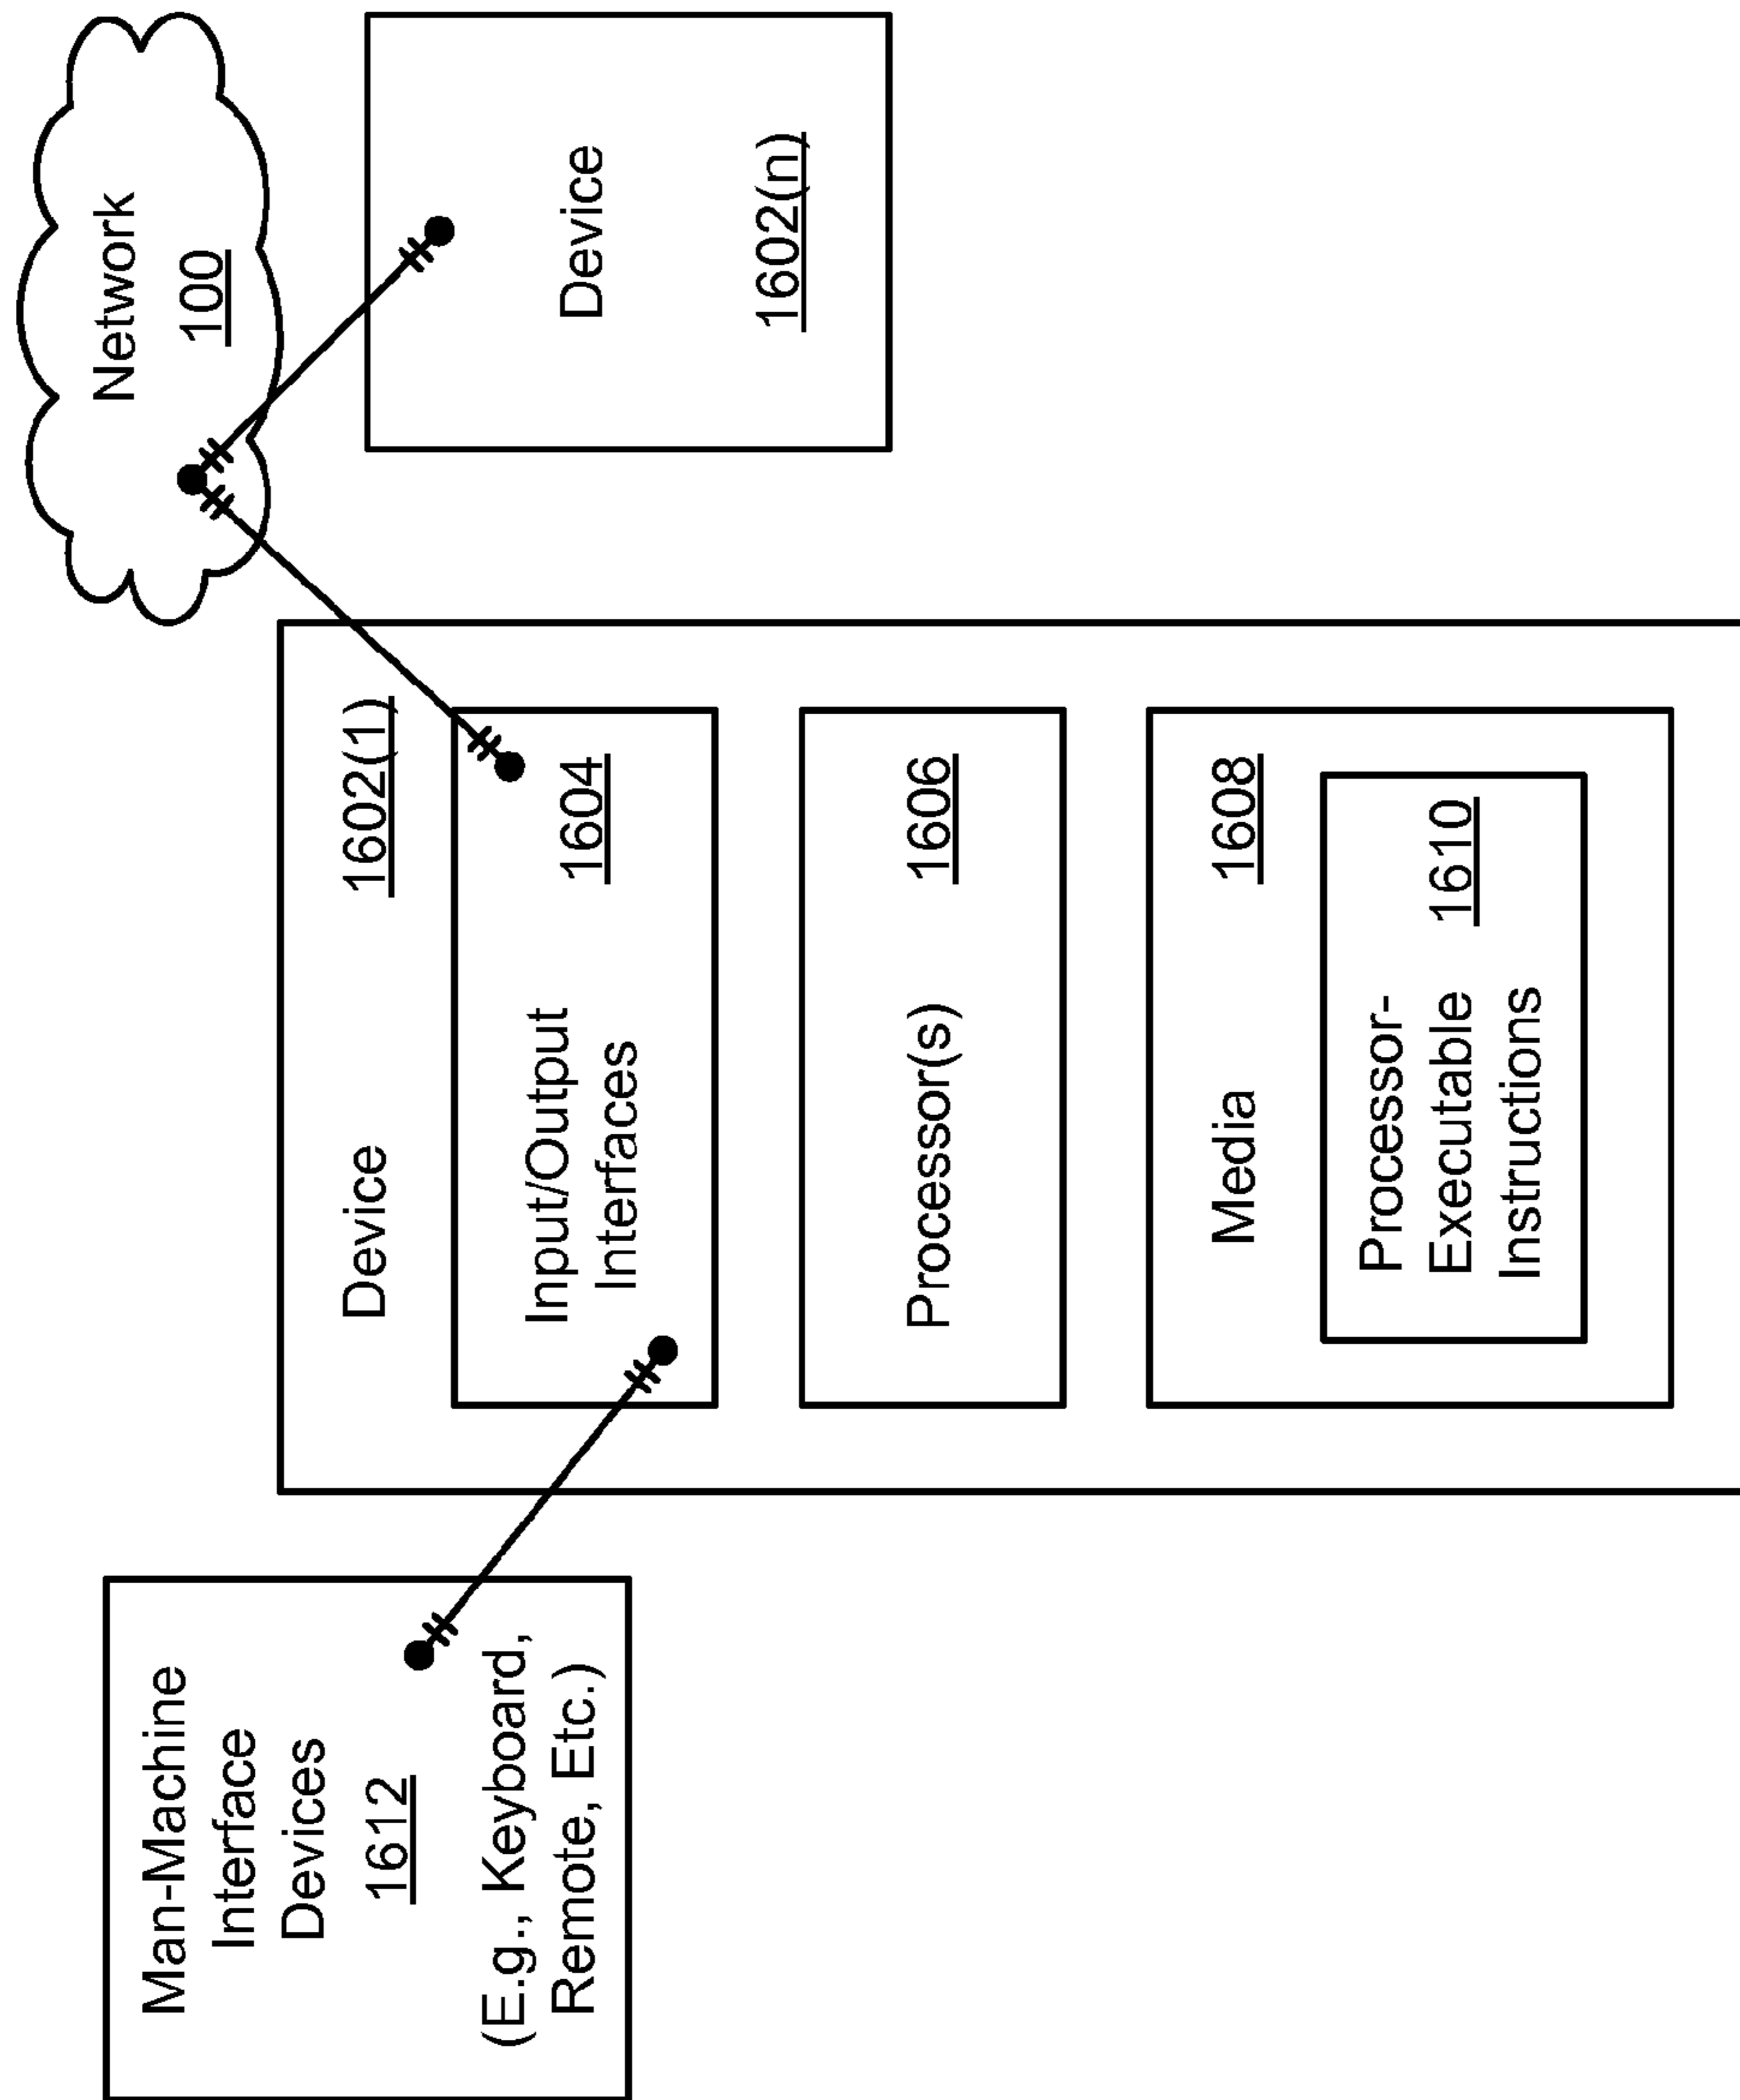 Network
100
Man-Machine
Interface
Devices
1612
(E.g., Keyboard,
Remote, Etc.)
Device 1602(1)
Input/Output
Interfaces
1604
Processor(s) 1606
Media 1608
Processor-
Executable 1610
Instructions
Device
1602(n)